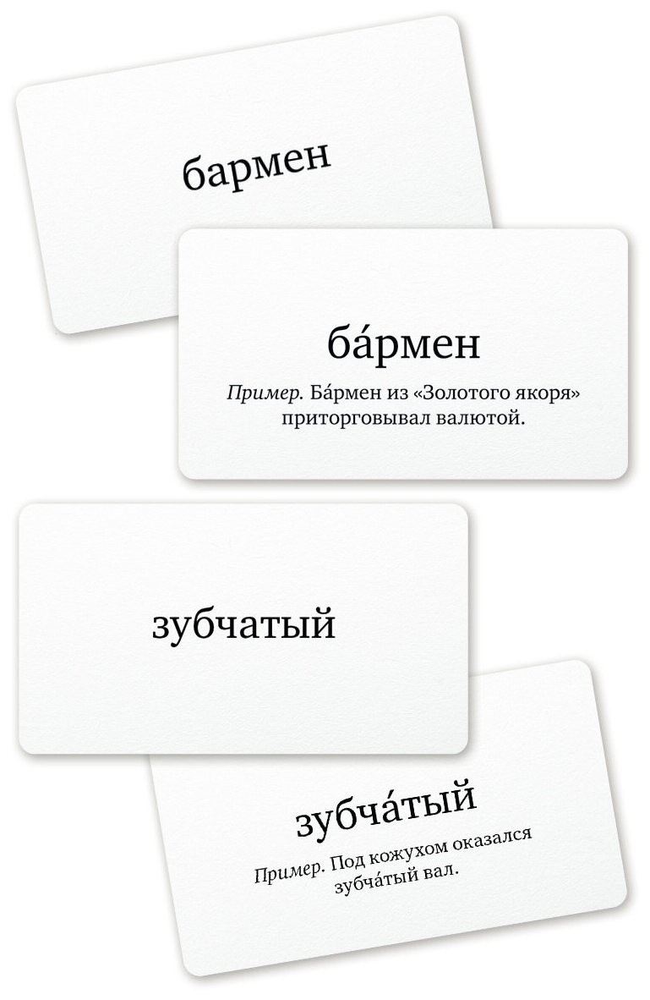 бармен
ба́рмен
Пример. Ба́рмен из «Золотого якоря»
приторговывал валютой.
зубчатый
зубча́тый
Пример. Под кожухом оказался
зубча́тый вал.